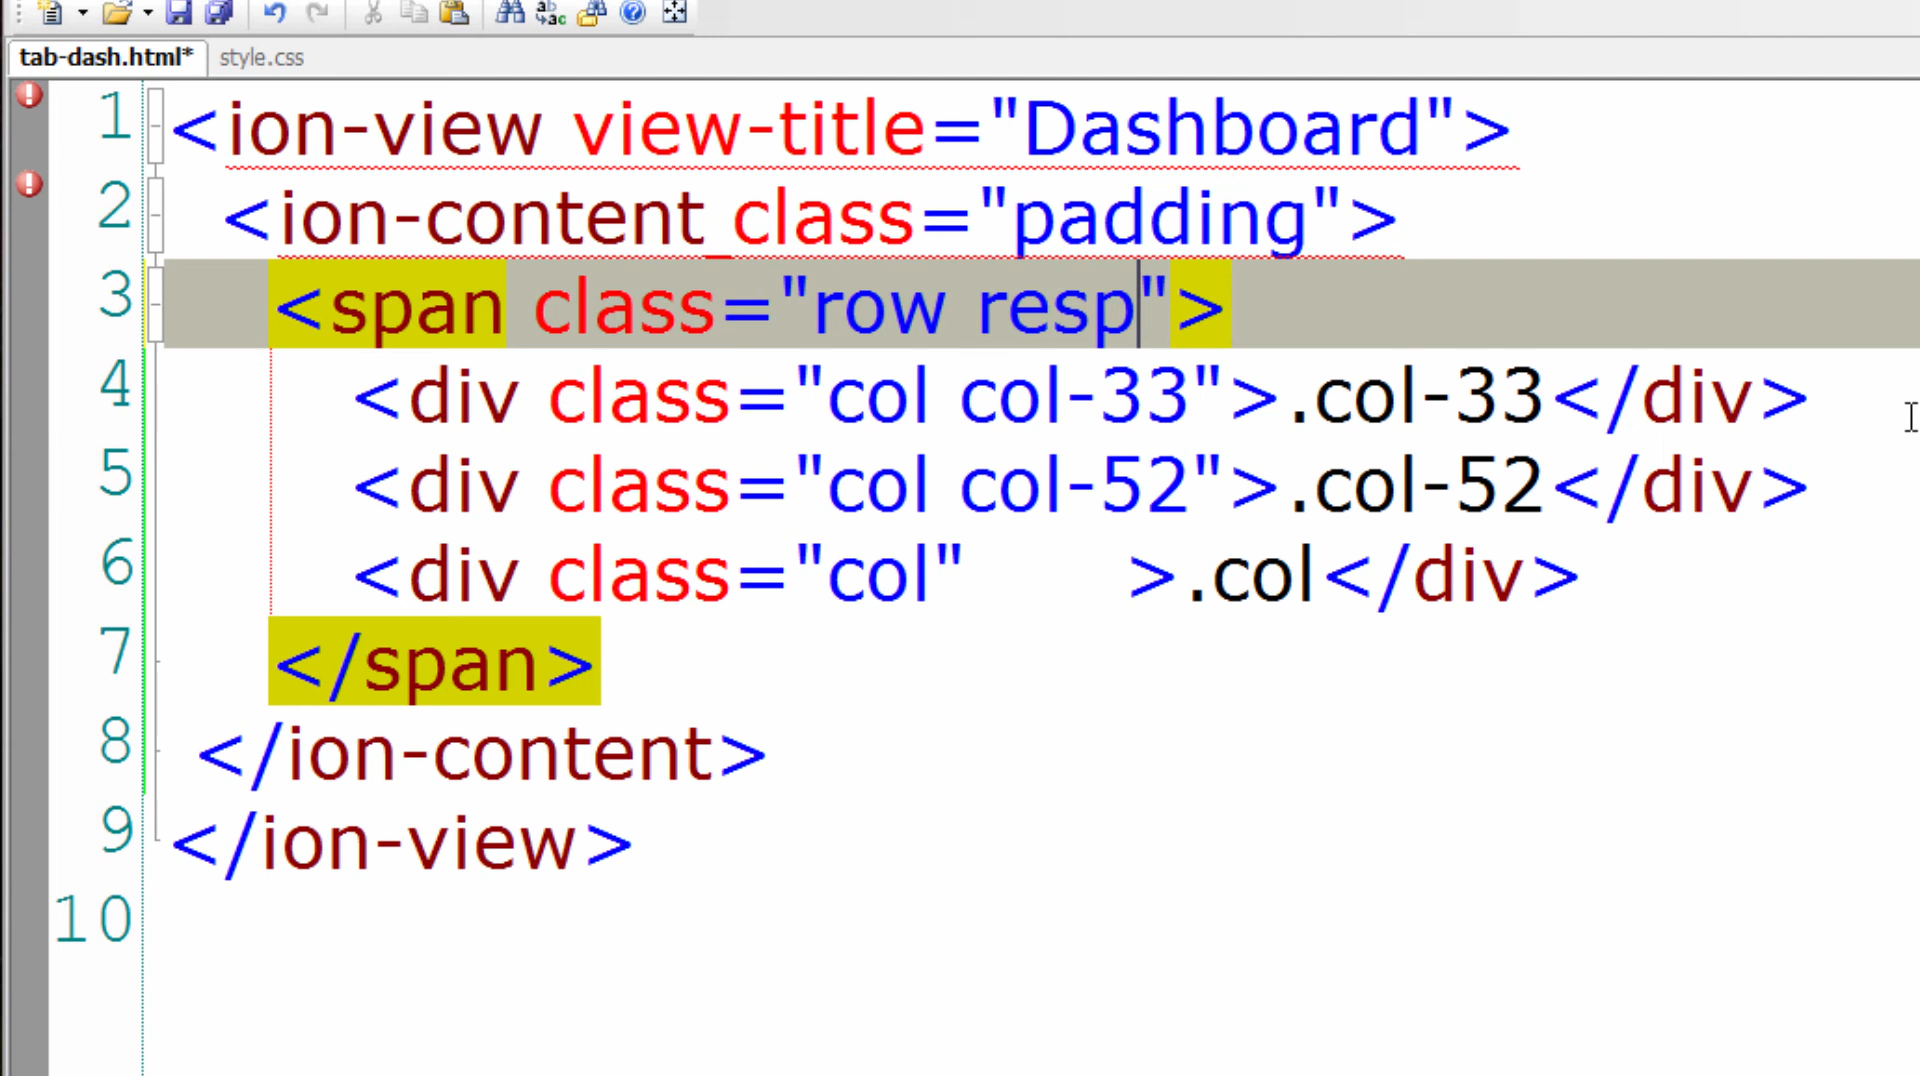 tab-dash.html* style.css
1 <ion-view view-title="Dashboard">
2 <ion-content class="padding">
3 <span class="row resp">
4 <div class="col col-33">.col-33</div>
5 <div class="col col-52">.col-52</div>
6 <div class="col" >.col</div>
7 </span>
8 </ion-content>
9 </ion-view>
10